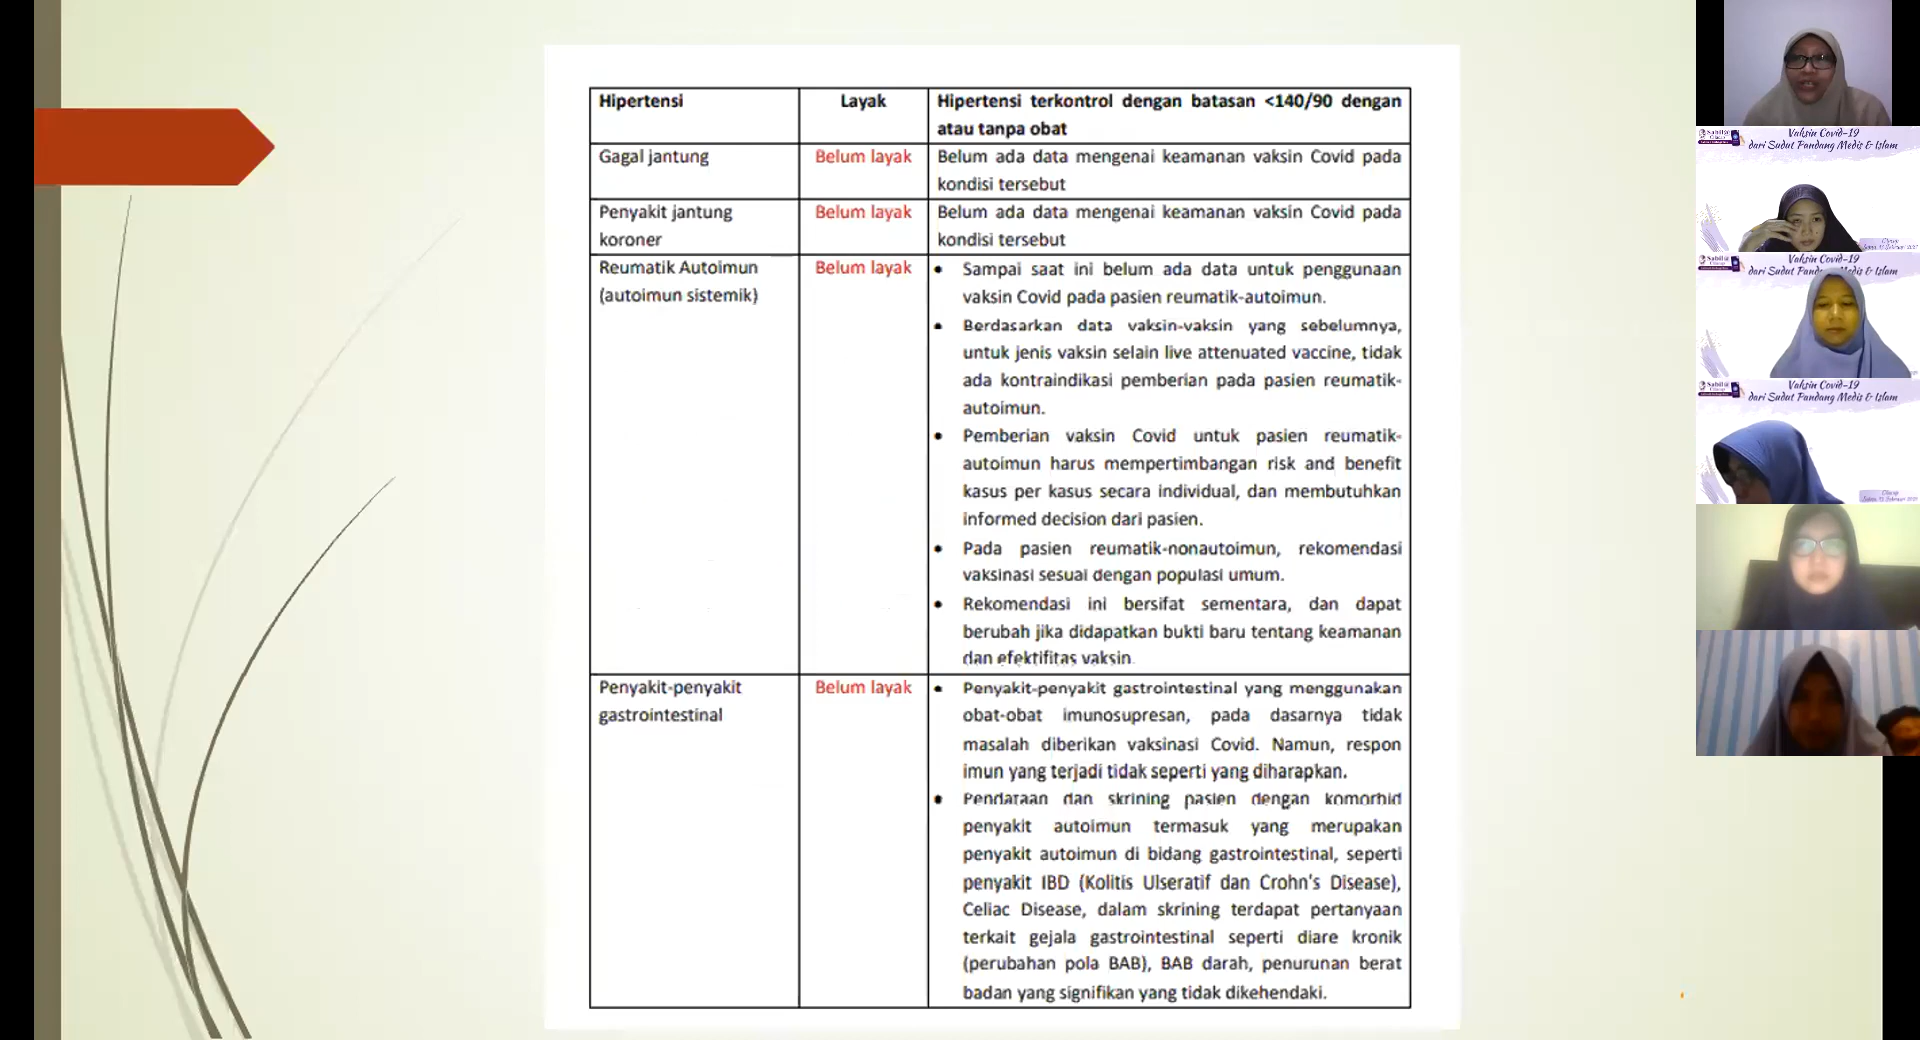 Hipertensi
Layak
Hipertensi terkontrol dengan batasan <140/90 dengan
atau tanpa obat
Gagal jantung
Belum layak
Belum ada data mengenai keamanan vaksin Covid pada
kondisi tersebut
Penyakit jantung
koroner
Belum layak
Belum ada data mengenai keamanan vaksin Covid pada
kondisi tersebut
Reumatik Autoimun
(autoimun sistemik)
Belum layak
• Sampai saat ini belum ada data untuk penggunaan
vaksin Covid pada pasien reumatik-autoimun.
• Berdasarkan data vaksin-vaksin yang sebelumnya,
untuk jenis vaksin selain live attenuated vaccine, tidak
ada kontraindikasi pemberian pada pasien reumatik-
autoimun.
• Pemberian vaksin Covid untuk pasien reumatik-
autoimun harus mempertimbangan risk and benefit
kasus per kasus secara individual, dan membutuhkan
informed decision dari pasien.
• Pada pasien reumatik-nonautoimun, rekomendasi
vaksinasi sesuai dengan populasi umum.
• Rekomendasi ini bersifat sementara, dan dapat
berubah jika didapatkan bukti baru tentang keamanan
dan efektifitas vaksin.
Penyakit-penyakit
gastrointestinal
Belum layak
• Penyakit-penyakit gastrointestinal yang menggunakan
obat-obat imunosupresan, pada dasarnya tidak
masalah diberikan vaksinasi Covid. Namun, respon
imun yang terjadi tidak seperti yang diharapkan.
• Pendataan dan skrining pasien dengan komorbid
penyakit autoimun termasuk yang merupakan
penyakit autoimun di bidang gastrointestinal, seperti
penyakit IBD (Kolitis Ulseratif dan Crohn's Disease),
Celiac Disease, dalam skrining terdapat pertanyaan
terkait gejala gastrointestinal seperti diare kronik
(perubahan pola BAB), BAB darah, penurunan berat
badan yang signifikan yang tidak dikehendaki.
Vaksin Covid-19
dari Sudut Pandang Medis & Islam
Vaksin Covid-19
dari Sudut Pandang Medis & Islam
Vaksin Covid-19
dari Sudut Pandang Medis & Islam